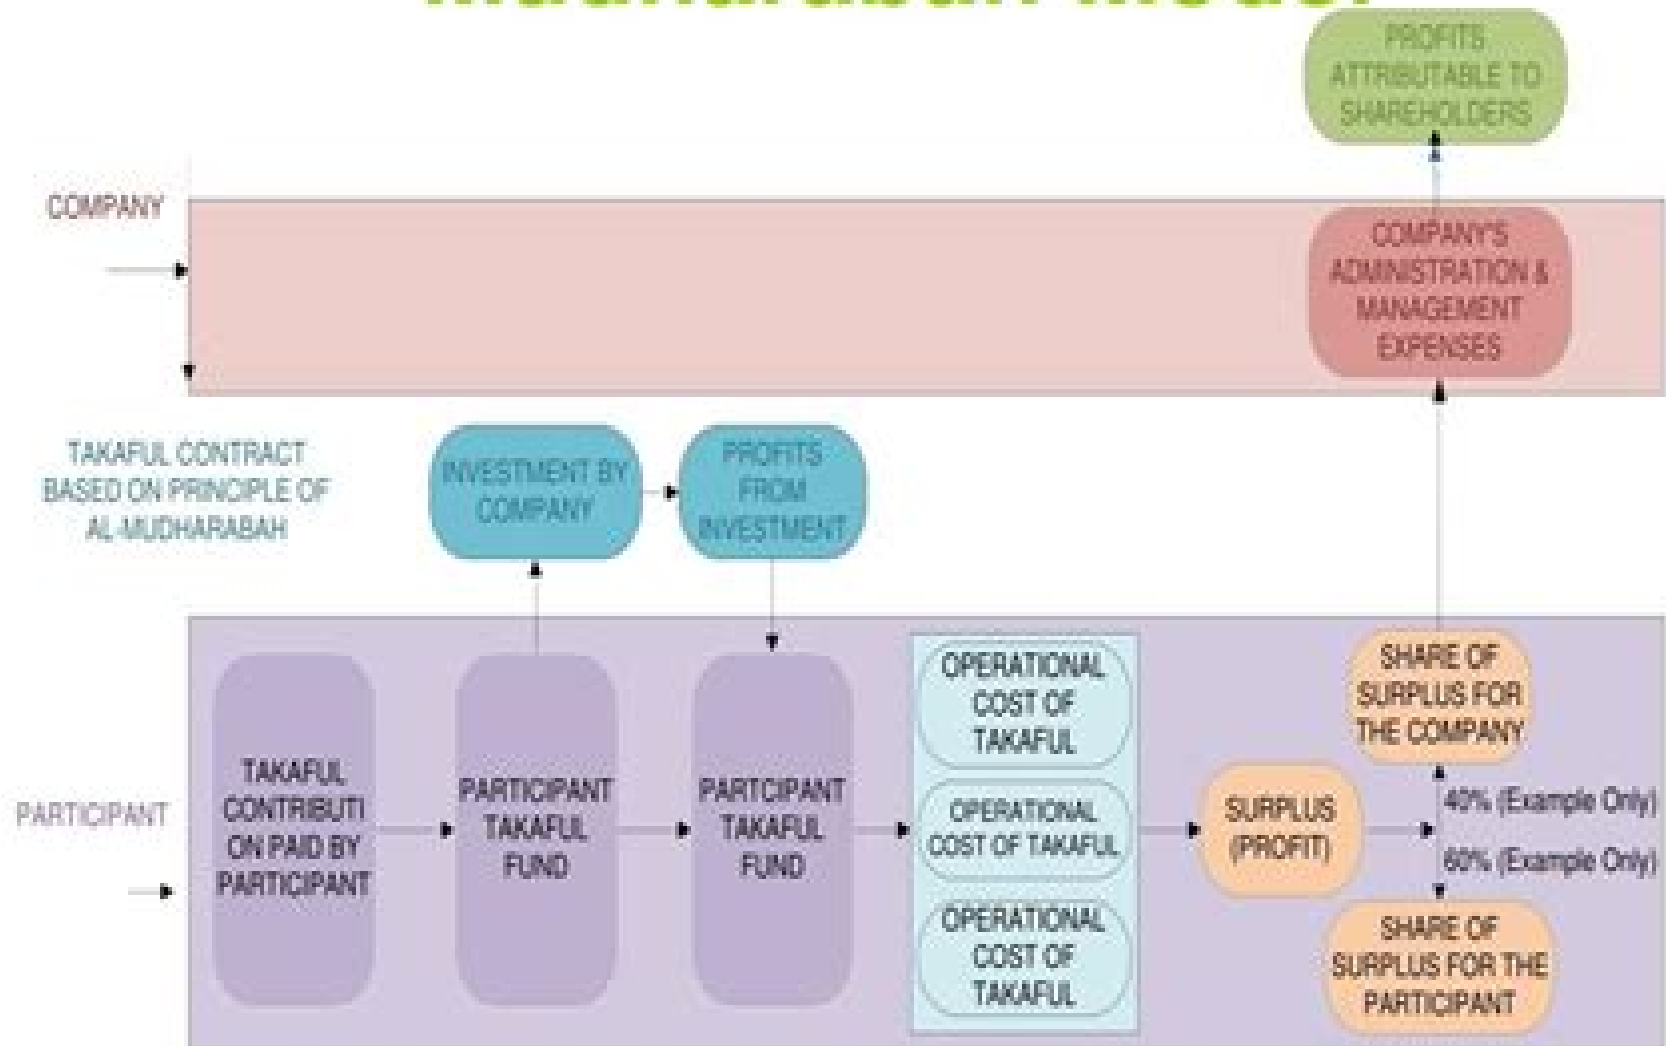 PROFITS
ATTRIBUTABLE TO
SHAREHOLDERS
COMPANY
COMPANY'S
ADMINISTRATION &
MANAGEMENT
EXPENSES
TAKAFUL CONTRACT
BASED ON PRINCIPLE OF
AL-MUDHARABAH
INVESTMENT BY
COMPANY
PROFITS
FROM
INVESTMENT
PARTICIPANT
TAKAFUL
CONTRIBUTI
ON PAID BY
PARTICIPANT
PARTICIPANT
TAKAFUL
FUND
PARTCIPANT
TAKAFUL
FUND
OPERATIONAL
COST OF
TAKAFUL
OPERATIONAL
COST OF TAKAFUL
OPERATIONAL
COST OF
TAKAFUL
SURPLUS
(PROFIT)
SHARE OF
SURPLUS FOR
THE COMPANY
40% (Example Only)
60% (Example Only)
SHARE OF
SURPLUS FOR THE
PARTICIPANT